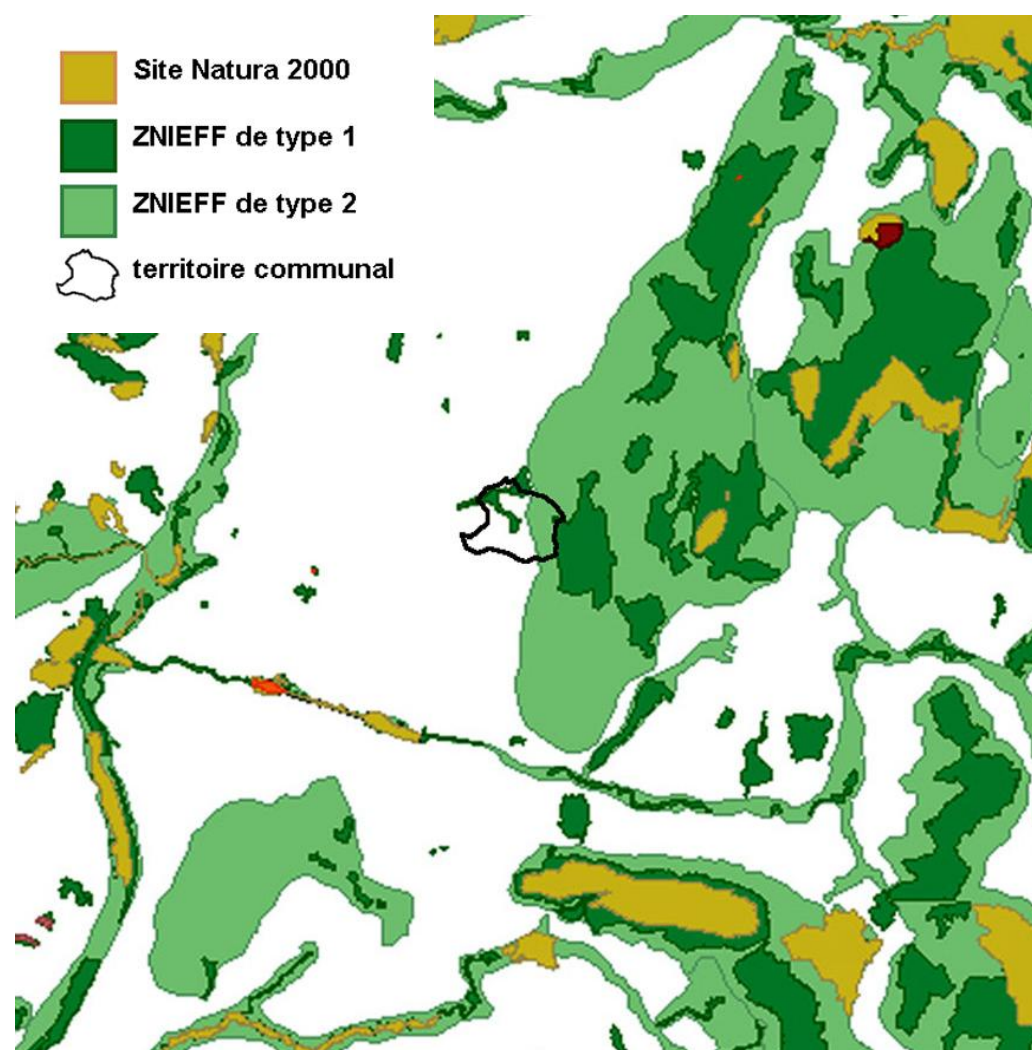 Site Natura 2000
ZNIEFF de type 1
ZNIEFF de type 2
territoire communal